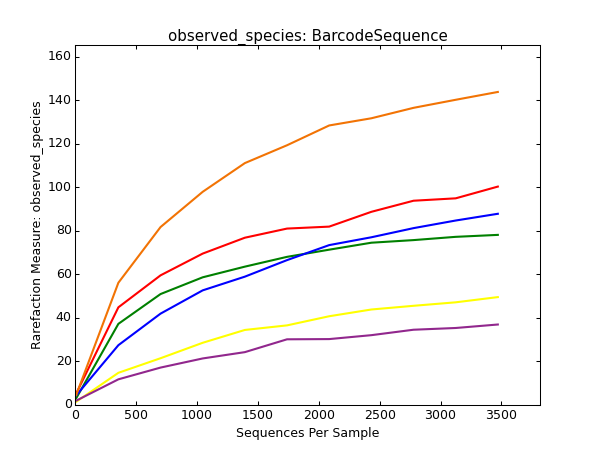 observed_species: BarcodeSequence
160
140
120
100
80
60
40
20
0
Rarefaction Measure: observed_species
0 500 1000 1500 2000 2500 3000 3500
Sequences Per Sample